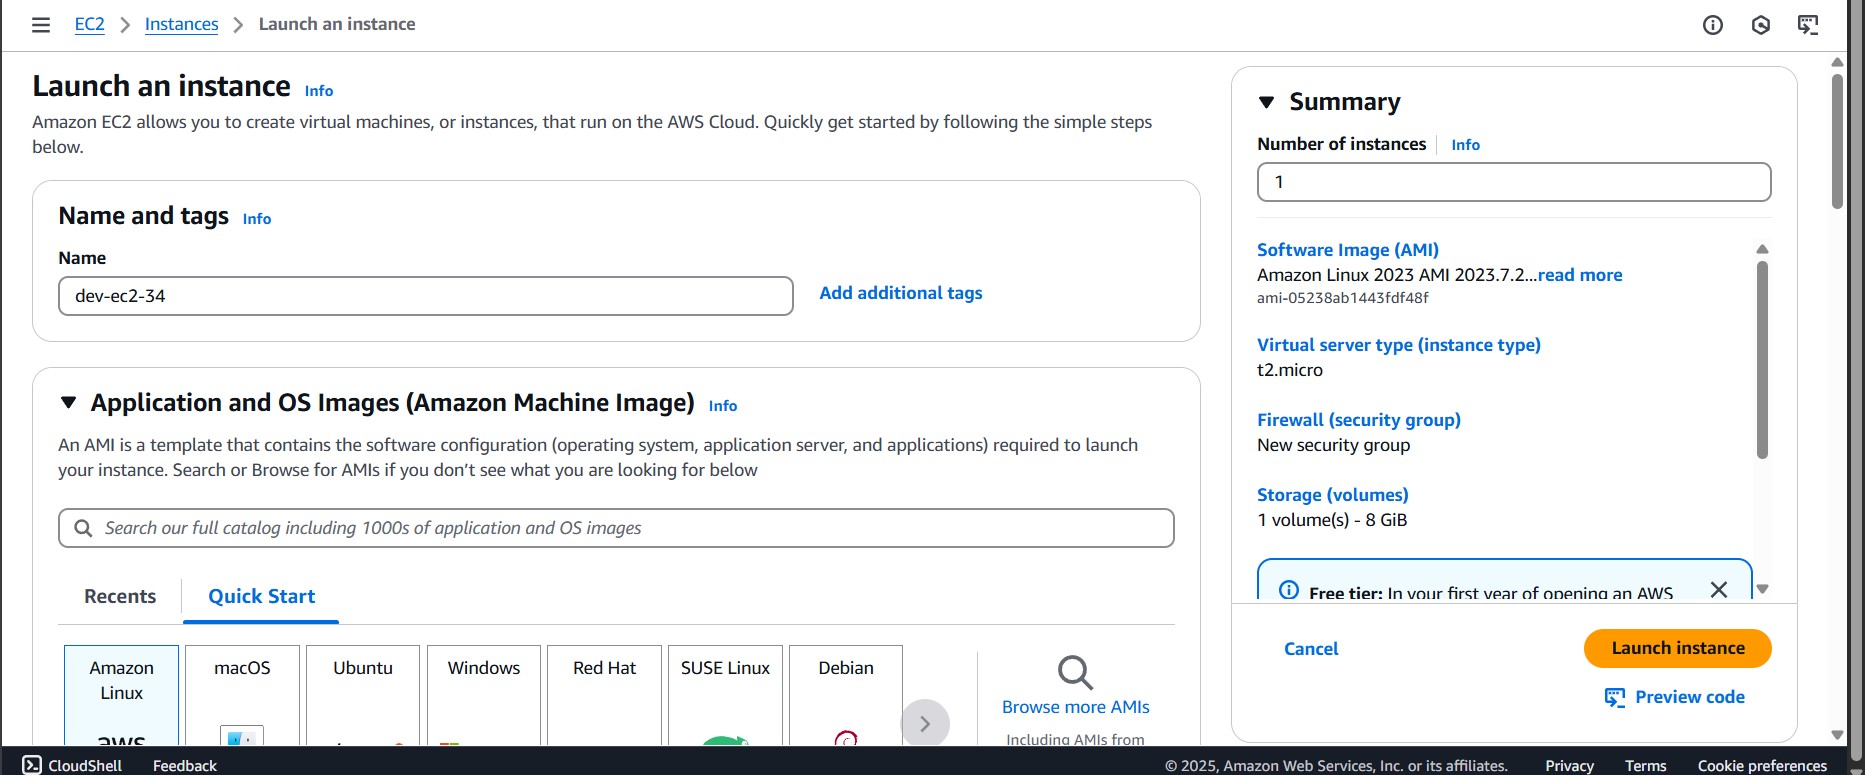 EC2 > Instances > Launch an instance
Launch an instance Info
Amazon EC2 allows you to create virtual machines, or instances, that run on the AWS Cloud. Quickly get started by following the simple steps
below.
Name and tags Info
Name
dev-ec2-34
Add additional tags
Application and OS Images (Amazon Machine Image) Info
An AMI is a template that contains the software configuration (operating system, application server, and applications) required to launch
your instance. Search or Browse for AMIs if you don’t see what you are looking for below
Search our full catalog including 1000s of application and OS images
Recents
Quick Start
Amazon
Linux
aws
macOS
Ubuntu
Windows
Red Hat
SUSE Linux
Debian
Browse more AMIs
Including AMIs from
Summary
Number of instances Info
1
Software Image (AMI)
Amazon Linux 2023 AMI 2023.7.2...read more
ami-05238ab1443fdf48f
Virtual server type (instance type)
t2.micro
Firewall (security group)
New security group
Storage (volumes)
1 volume(s) - 8 GiB
Free tier: In your first year of opening an AWS
Cancel
Launch instance
Preview code
CloudShell
Feedback
© 2025, Amazon Web Services, Inc. or its affiliates.
Privacy
Terms
Cookie preferences